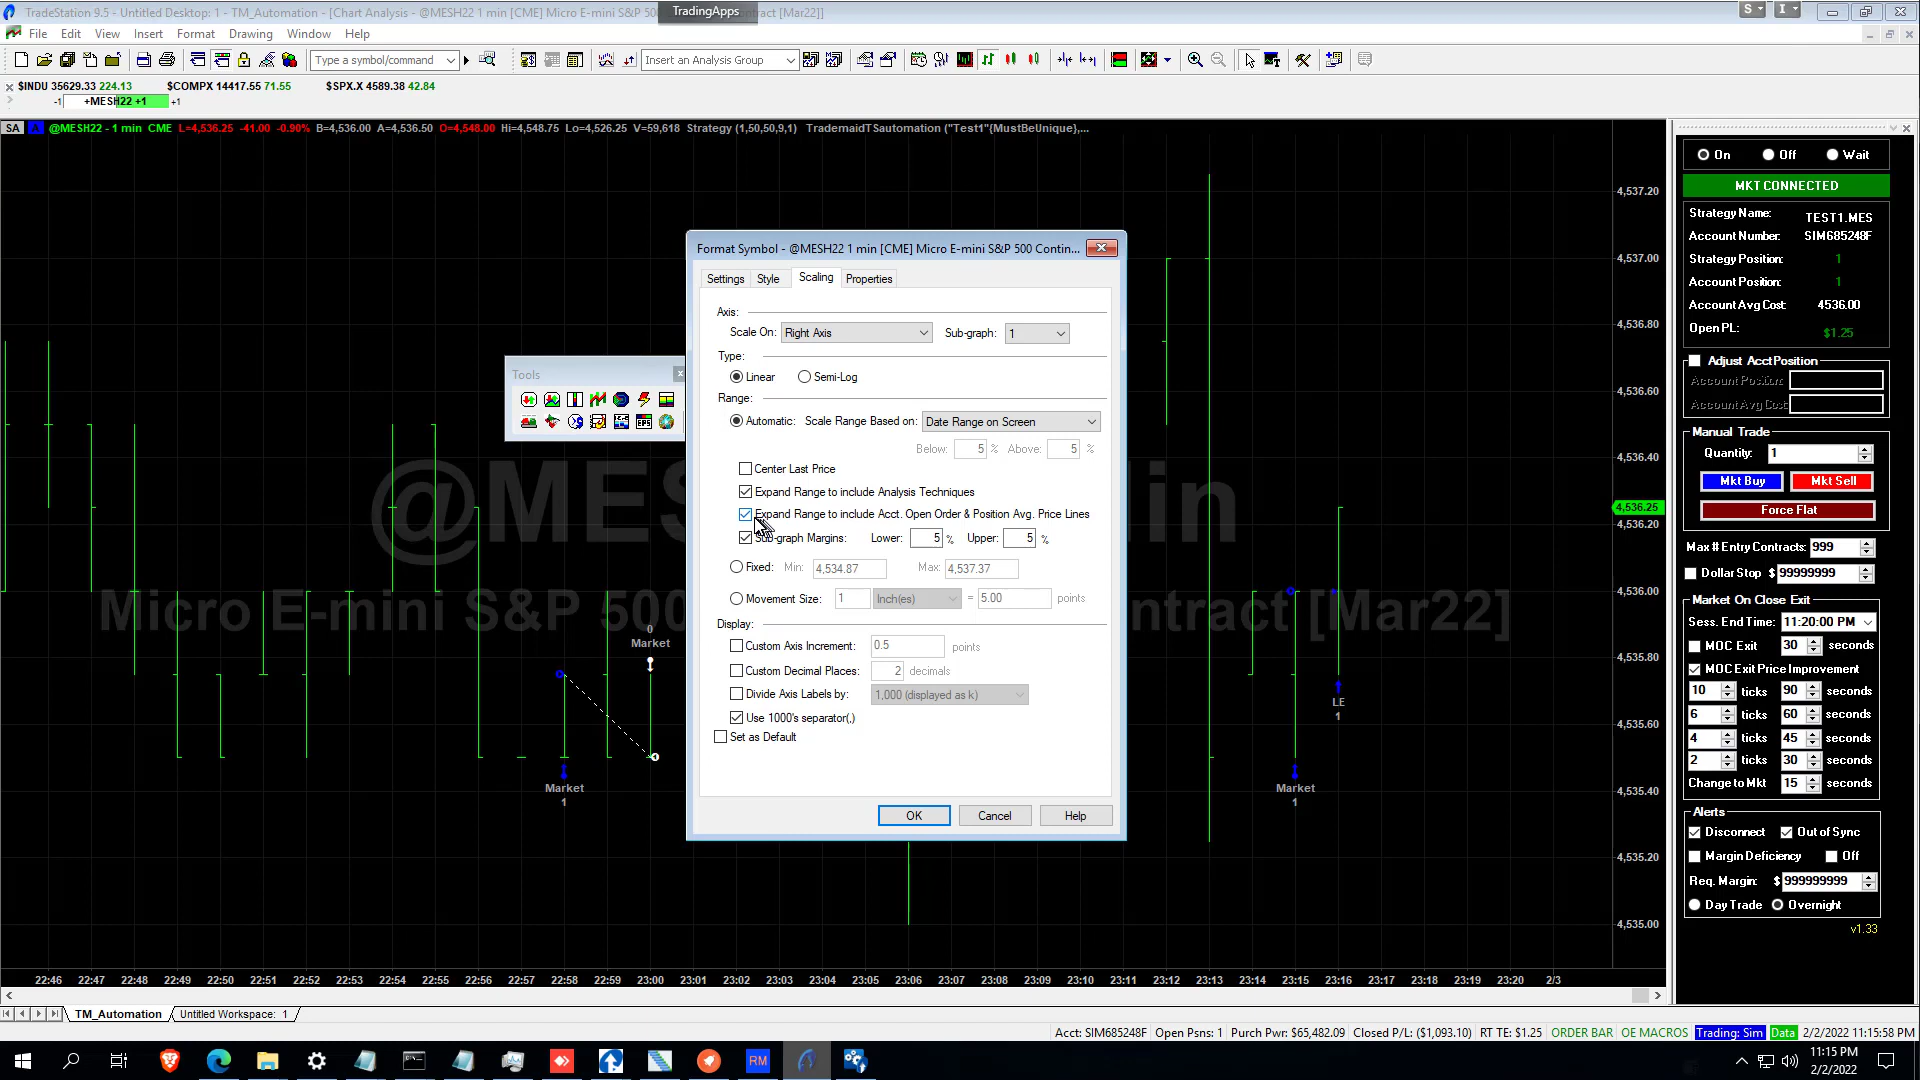 TradeStation 9.5 - Untitled Desktop: 1 - TM_Automation - [Chart Analysis - @MESH22 1 min [CME] Micro E-mini S&P 50
TradingApps
ntract [Mar22]]
File Edit View Insert Format Drawing Window Help
Type a symbol/command
Insert an Analysis Group
$INDU 35629.33 224.13 $COMPX 14417.55 71.55 $SPX.X 4589.38 42.84
-1 +MESH22 +1 +1
SA A @MESH22 - 1 min CME L=4,536.25 -41.00 -0.90% B=4,536.00 A=4,536.50 O=4,548.00 Hi=4,548.75 Lo=4,526.25 V=59,618 Strategy (1,50,50,9,1) TrademaidTSautomation ("Test1"{MustBeUnique},...
4,537.20
4,537.00
4,536.80
4,536.60
4,536.40
4,536.25
4,536.20
4,536.00
4,535.80
4,535.60
4,535.40
4,535.20
4,535.00
@MES in
Micro E-mini S&P 500 ontract [Mar22]
Tools
EPS
0
Market
Market
1
Market
1
LE
1
Format Symbol - @MESH22 1 min [CME] Micro E-mini S&P 500 Contin...
Settings Style Scaling Properties
Axis:
Scale On: Right Axis Sub-graph: 1
Type:
Linear Semi-Log
Range:
Automatic: Scale Range Based on: Date Range on Screen
Below: 5 % Above: 5 %
Center Last Price
Expand Range to include Analysis Techniques
Expand Range to include Acct. Open Order & Position Avg. Price Lines
Sub-graph Margins: Lower: 5 % Upper: 5 %
Fixed: Min: 4,534.87 Max: 4,537.37
Movement Size: 1 Inch(es) = 5.00 points
Display:
Custom Axis Increment: 0.5 points
Custom Decimal Places: 2 decimals
Divide Axis Labels by: 1,000 (displayed as k)
Use 1000's separator(,)
Set as Default
OK Cancel Help
On Off Wait
MKT CONNECTED
Strategy Name: TEST1.MES
Account Number: SIM685248F
Strategy Position: 1
Account Position: 1
Account Avg Cost: 4536.00
Open PL: $1.25
Adjust Acct Position
Account Position:
Account Avg Cost:
Manual Trade
Quantity: 1
Mkt Buy Mkt Sell
Force Flat
Max # Entry Contracts: 999
Dollar Stop $ 99999999
Market On Close Exit
Sess. End Time: 11:20:00 PM
MOC Exit 30 seconds
MOC Exit Price Improvement
10 ticks 90 seconds
6 ticks 60 seconds
4 ticks 45 seconds
2 ticks 30 seconds
Change to Mkt 15 seconds
Alerts
Disconnect Out of Sync
Margin Deficiency Off
Req. Margin: $ 999999999
Day Trade Overnight
v1.33
22:46 22:47 22:48 22:49 22:50 22:51 22:52 22:53 22:54 22:55 22:56 22:57 22:58 22:59 23:00 23:01 23:02 23:03 23:04 23:05 23:06 23:07 23:08 23:09 23:10 23:11 23:12 23:13 23:14 23:15 23:16 23:17 23:18 23:19 23:20 2/3
TM_Automation Untitled Workspace: 1
Acct: SIM685248F Open Psns: 1 Purch Pwr: $65,482.09 Closed P/L: ($1,093.10) RT TE: $1.25 ORDER BAR OE MACROS Trading: Sim Data 2/2/2022 11:15:58 PM
RM
11:15 PM
2/2/2022